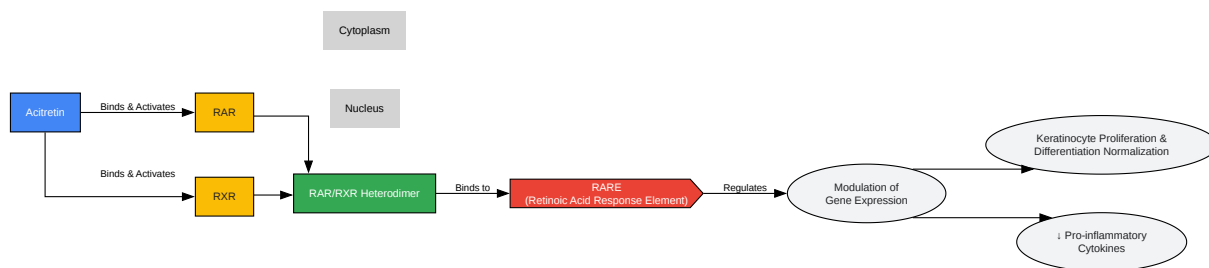 Cytoplasm
Nucleus
Acitretin
Binds & Activates
RAR
Binds & Activates
RXR
RAR/RXR Heterodimer
Binds to
RARE
(Retinoic Acid Response Element)
Regulates
Modulation of
Gene Expression
Keratinocyte Proliferation &
Differentiation Normalization
↓ Pro-inflammatory
Cytokines